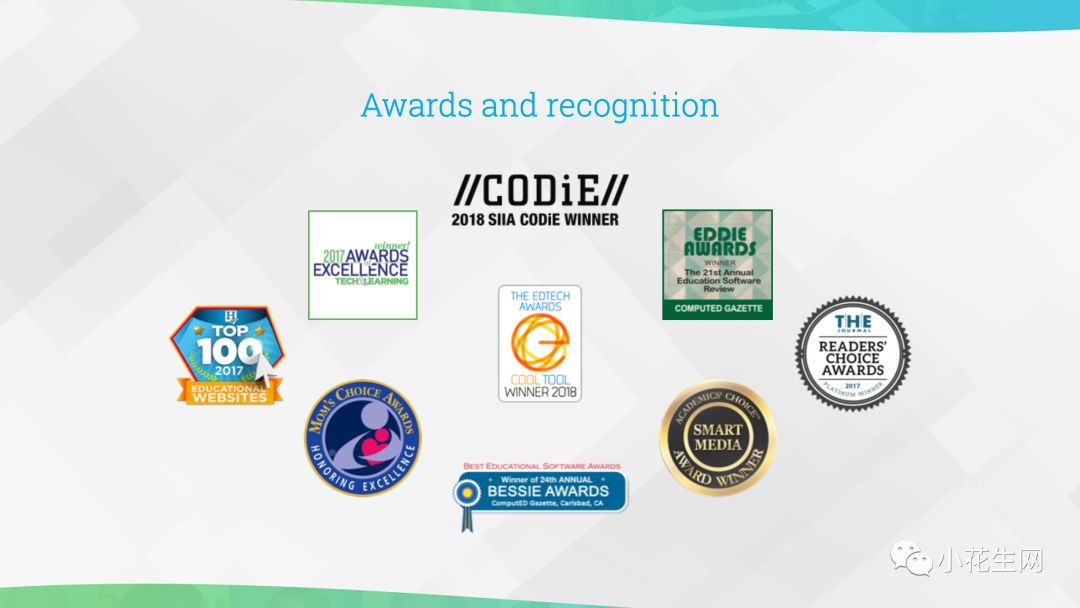 Awards and recognition
//CODiE//
2018 SIIA CODiE WINNER
winner!
2017 AWARDS
EXCELLENCE
TECH&LEARNING
EDDIE
AWARDS
WINNER
The 21st Annual
Education Software
Review
COMPUTED GAZETTE
THE EDTECH
AWARDS
e
COOL TOOL
WINNER 2018
H
TOP
100
2017
EDUCATIONAL
WEBSITES
THE
JOURNAL
READERS'
CHOICE
AWARDS
2017
PLATINUM WINNER
MOM'S CHOICE AWARDS
HONORING EXCELLENCE
ACADEMICS' CHOICE
SMART
MEDIA
AWARD WINNER
BEST EDUCATIONAL SOFTWARE AWARDS
Winner of 24th ANNUAL
BESSIE AWARDS
ComputED Gazette, Carlsbad, CA
小花生网